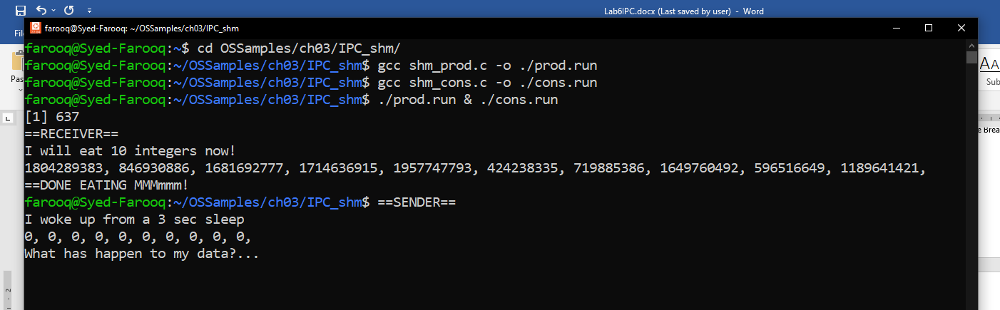 Lab6IPC.docx (Last saved by user) - Word
farooq@Syed-Farooq: ~/OSSamples/ch03/IPC_shm
farooq@Syed-Farooq:~$ cd OSSamples/ch03/IPC_shm/
farooq@Syed-Farooq:~/OSSamples/ch03/IPC_shm$ gcc shm_prod.c -o ./prod.run
farooq@Syed-Farooq:~/OSSamples/ch03/IPC_shm$ gcc shm_cons.c -o ./cons.run
farooq@Syed-Farooq:~/OSSamples/ch03/IPC_shm$ ./prod.run & ./cons.run
[1] 637
==RECEIVER==
I will eat 10 integers now!
1804289383, 846930886, 1681692777, 1714636915, 1957747793, 424238335, 719885386, 1649760492, 596516649, 1189641421,
==DONE EATING MMMmmm!
farooq@Syed-Farooq:~/OSSamples/ch03/IPC_shm$ ==SENDER==
I woke up from a 3 sec sleep
0, 0, 0, 0, 0, 0, 0, 0, 0, 0,
What has happen to my data?...
Fil
Pas
AA
Sub
e Brea
2